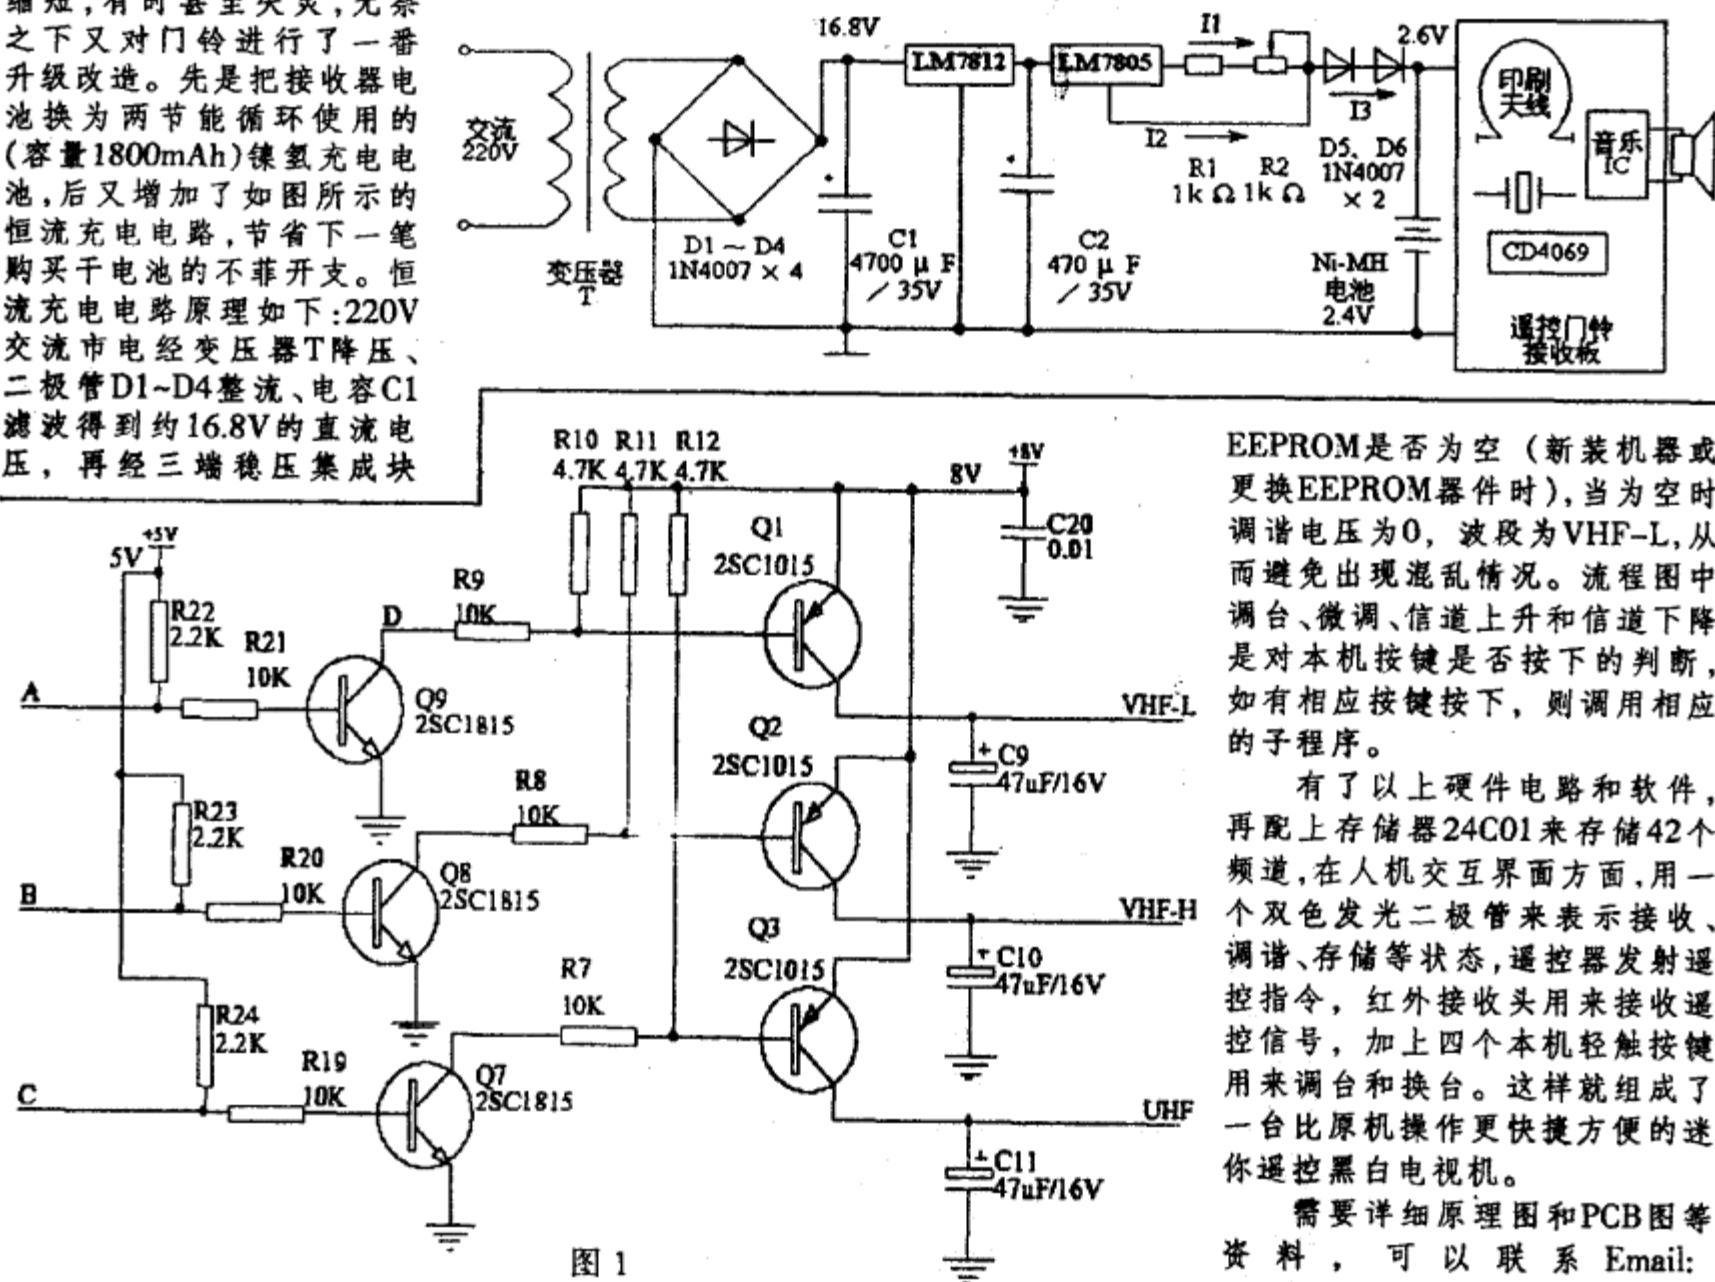 缩短,有时甚至失灵,无奈
之下又对门铃进行了一番
升级改造。先是把接收器电
池换为两节能循环使用的
(容量1800mAh)镍氢充电电
池,后又增加了如图所示的
恒流充电电路,节省下一笔
购买干电池的不菲开支。恒
流充电电路原理如下:220V
交流市电经变压器T降压、
二极管D1~D4整流、电容C1
滤波得到约16.8V的直流电
压，再经三端稳压集成块
交流
220V
变压器
T
D1～D4
1N4007×4
16.8V
C1
4700μF
／35V
LM7812
C2
470μF
／35V
LM7805
I1
I2
R1
1kΩ
R2
1kΩ
I3
D5、D6
1N4007
×2
2.6V
Ni-MH
电池
2.4V
印刷
天线
音乐
IC
CD4069
遥控门铃
接收板
R10 R11 R12
4.7K 4.7K 4.7K
8V
+8V
C20
0.01
5V
+5V
R22
2.2K
R21
10K
A
D
R9
10K
Q9
2SC1815
Q1
2SC1015
VHF-L
C9
+
47uF/16V
R23
2.2K
R20
10K
B
R8
10K
Q8
2SC1815
Q2
2SC1015
VHF-H
C10
+
47uF/16V
R24
2.2K
R19
10K
C
R7
10K
Q7
2SC1815
Q3
2SC1015
UHF
C11
+
47uF/16V
图1
EEPROM是否为空（新装机器或
更换EEPROM器件时）,当为空时
调谐电压为0，波段为VHF-L,从
而避免出现混乱情况。流程图中
调台、微调、信道上升和信道下降
是对本机按键是否按下的判断,
如有相应按键按下，则调用相应
的子程序。
有了以上硬件电路和软件,
再配上存储器24C01来存储42个
频道,在人机交互界面方面,用一
个双色发光二极管来表示接收、
调谐、存储等状态,遥控器发射遥
控指令，红外接收头用来接收遥
控信号，加上四个本机轻触按键
用来调台和换台。这样就组成了
一台比原机操作更快捷方便的迷
你遥控黑白电视机。
需要详细原理图和PCB图等
资料，可以联系Email: